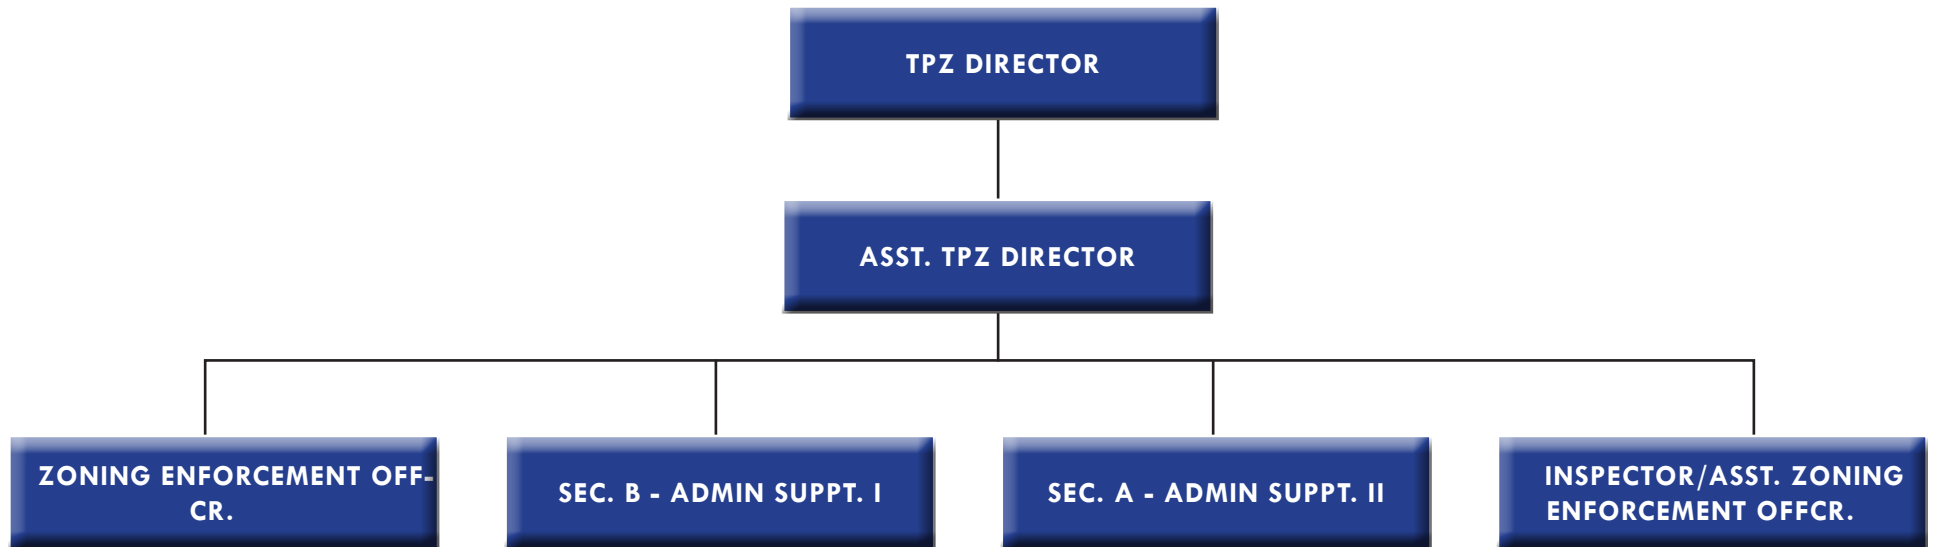 TPZ DIRECTOR
ASST. TPZ DIRECTOR
ZONING ENFORCEMENT OFF-
CR.
SEC. B - ADMIN SUPPT. I
SEC. A - ADMIN SUPPT. II
INSPECTOR/ASST. ZONING
ENFORCEMENT OFFCR.